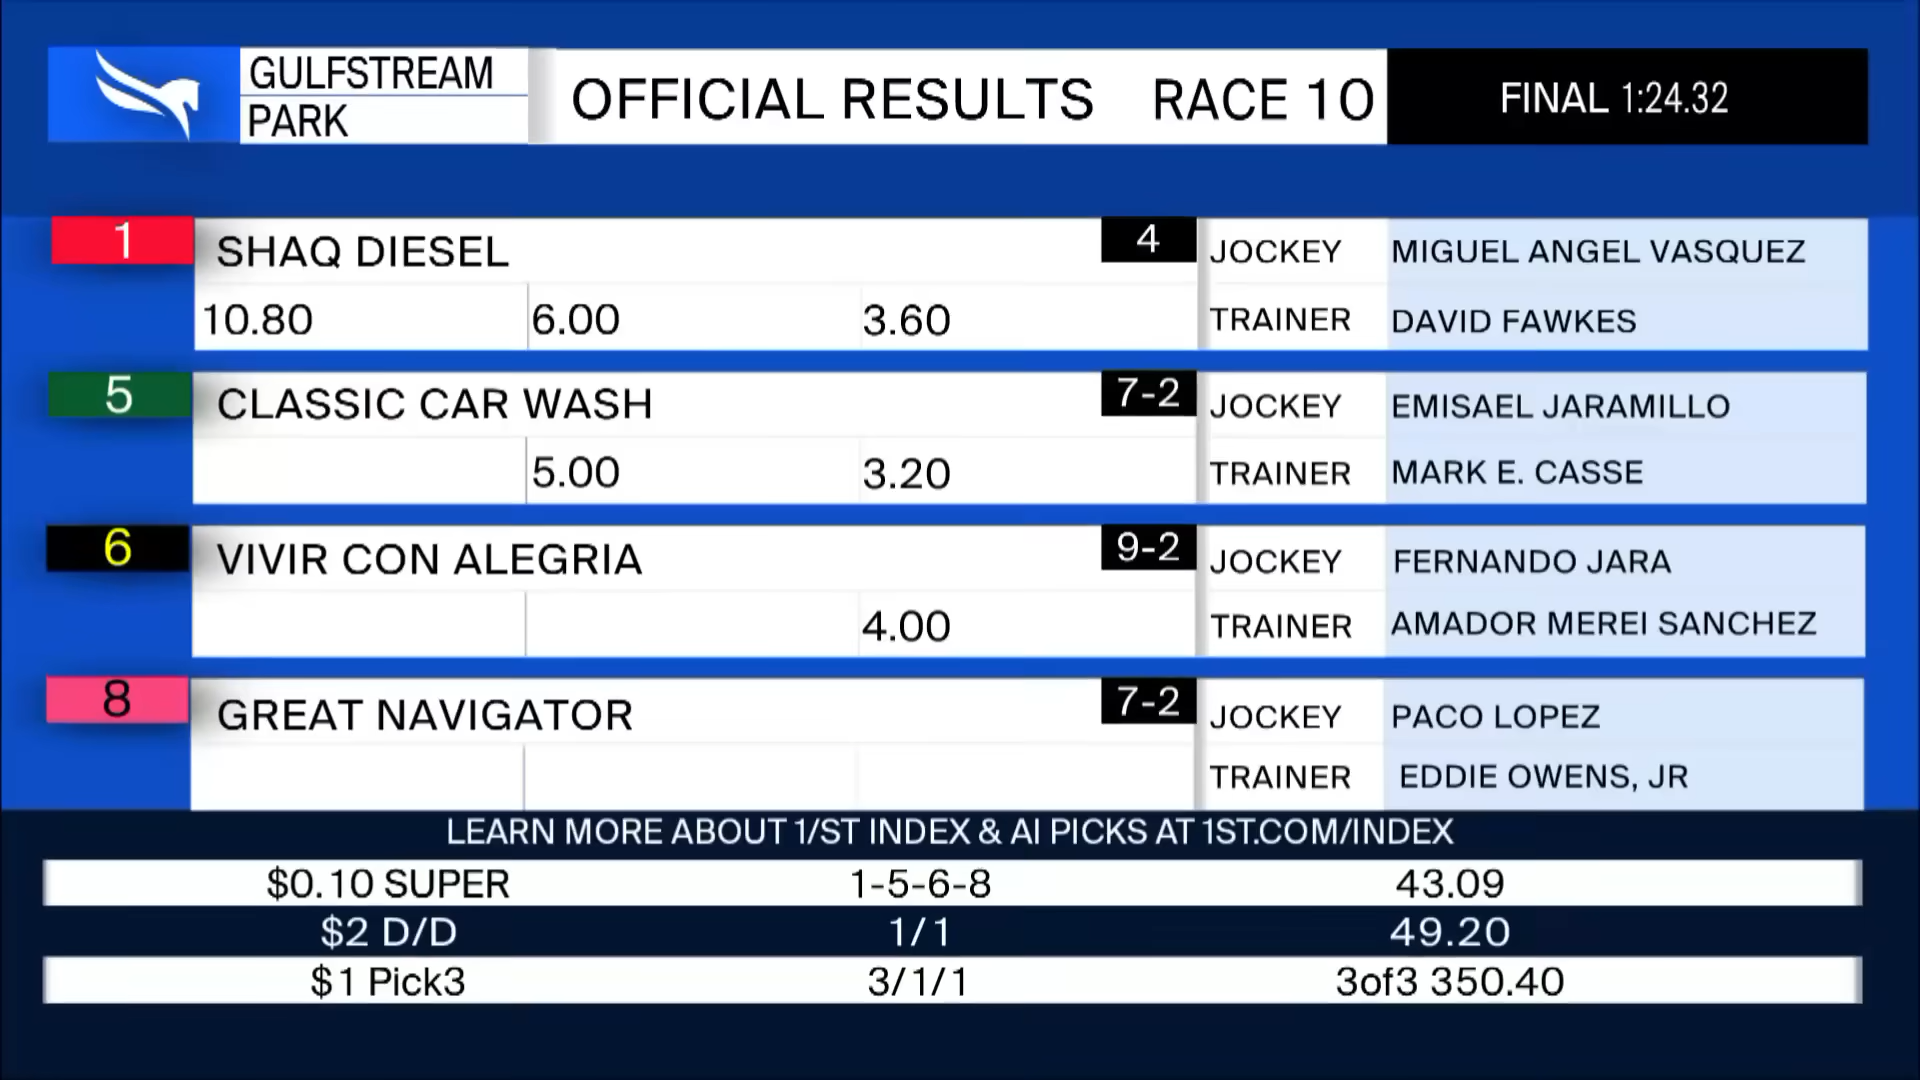 GULFSTREAM
PARK
OFFICIAL RESULTS RACE 10 FINAL 1:24.32
1 SHAQ DIESEL 4 JOCKEY MIGUEL ANGEL VASQUEZ
10.80 6.00 3.60 TRAINER DAVID FAWKES
5 CLASSIC CAR WASH 7-2 JOCKEY EMISAEL JARAMILLO
5.00 3.20 TRAINER MARK E. CASSE
6 VIVIR CON ALEGRIA 9-2 JOCKEY FERNANDO JARA
4.00 TRAINER AMADOR MEREI SANCHEZ
8 GREAT NAVIGATOR 7-2 JOCKEY PACO LOPEZ
TRAINER EDDIE OWENS, JR
LEARN MORE ABOUT 1/ST INDEX & AI PICKS AT 1ST.COM/INDEX
$0.10 SUPER 1-5-6-8 43.09
$2 D/D 1/1 49.20
$1 Pick3 3/1/1 3of3 350.40